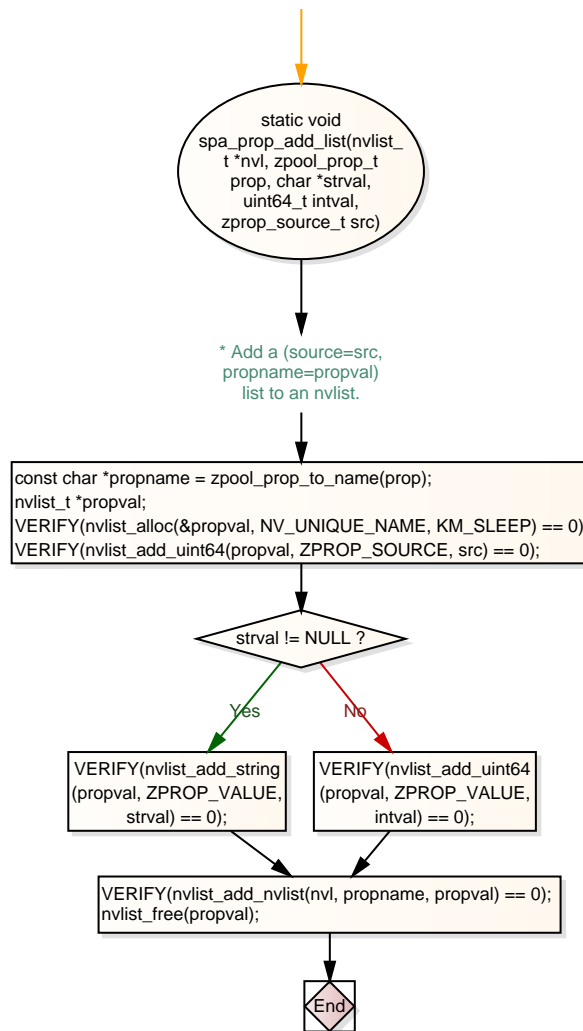 static void
spa_prop_add_list(nvlist_
t *nvl, zpool_prop_t
prop, char *strval,
uint64_t intval,
zprop_source_t src)
* Add a (source=src,
propname=propval)
list to an nvlist.
const char *propname = zpool_prop_to_name(prop);
nvlist_t *propval;
VERIFY(nvlist_alloc(&propval, NV_UNIQUE_NAME, KM_SLEEP) == 0)
VERIFY(nvlist_add_uint64(propval, ZPROP_SOURCE, src) == 0);
strval != NULL ?
Yes
No
VERIFY(nvlist_add_string
(propval, ZPROP_VALUE,
strval) == 0);
VERIFY(nvlist_add_uint64
(propval, ZPROP_VALUE,
intval) == 0);
VERIFY(nvlist_add_nvlist(nvl, propname, propval) == 0);
nvlist_free(propval);
End